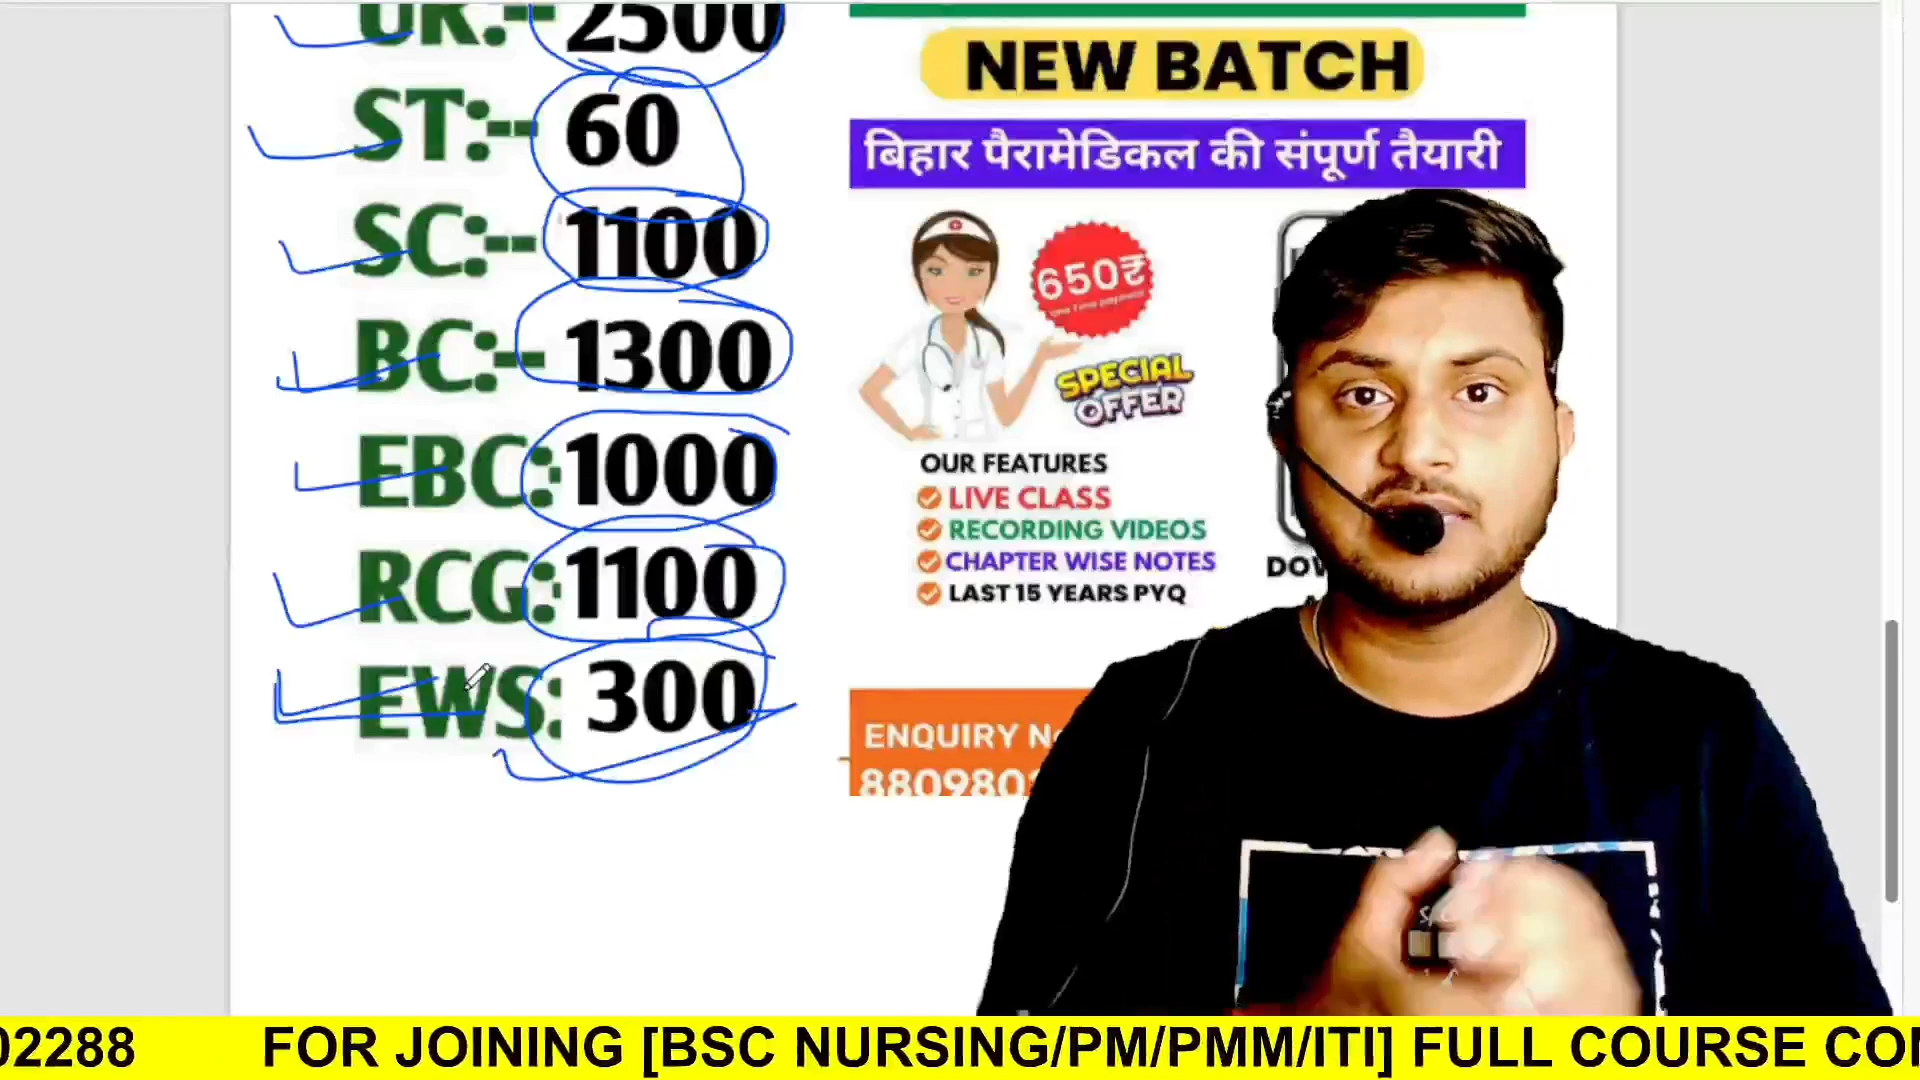 UR:-- 2500
ST:-- 60
SC:-- 1100
BC:-- 1300
EBC: 1000
RCG: 1100
EWS: 300
NEW BATCH
बिहार पैरामेडिकल की संपूर्ण तैयारी
650₹
SPECIAL
OFFER
OUR FEATURES
LIVE CLASS
RECORDING VIDEOS
CHAPTER WISE NOTES
LAST 15 YEARS PYQ
ENQUIRY
880980
02288 FOR JOINING [BSC NURSING/PM/PMM/ITI] FULL COURSE CON